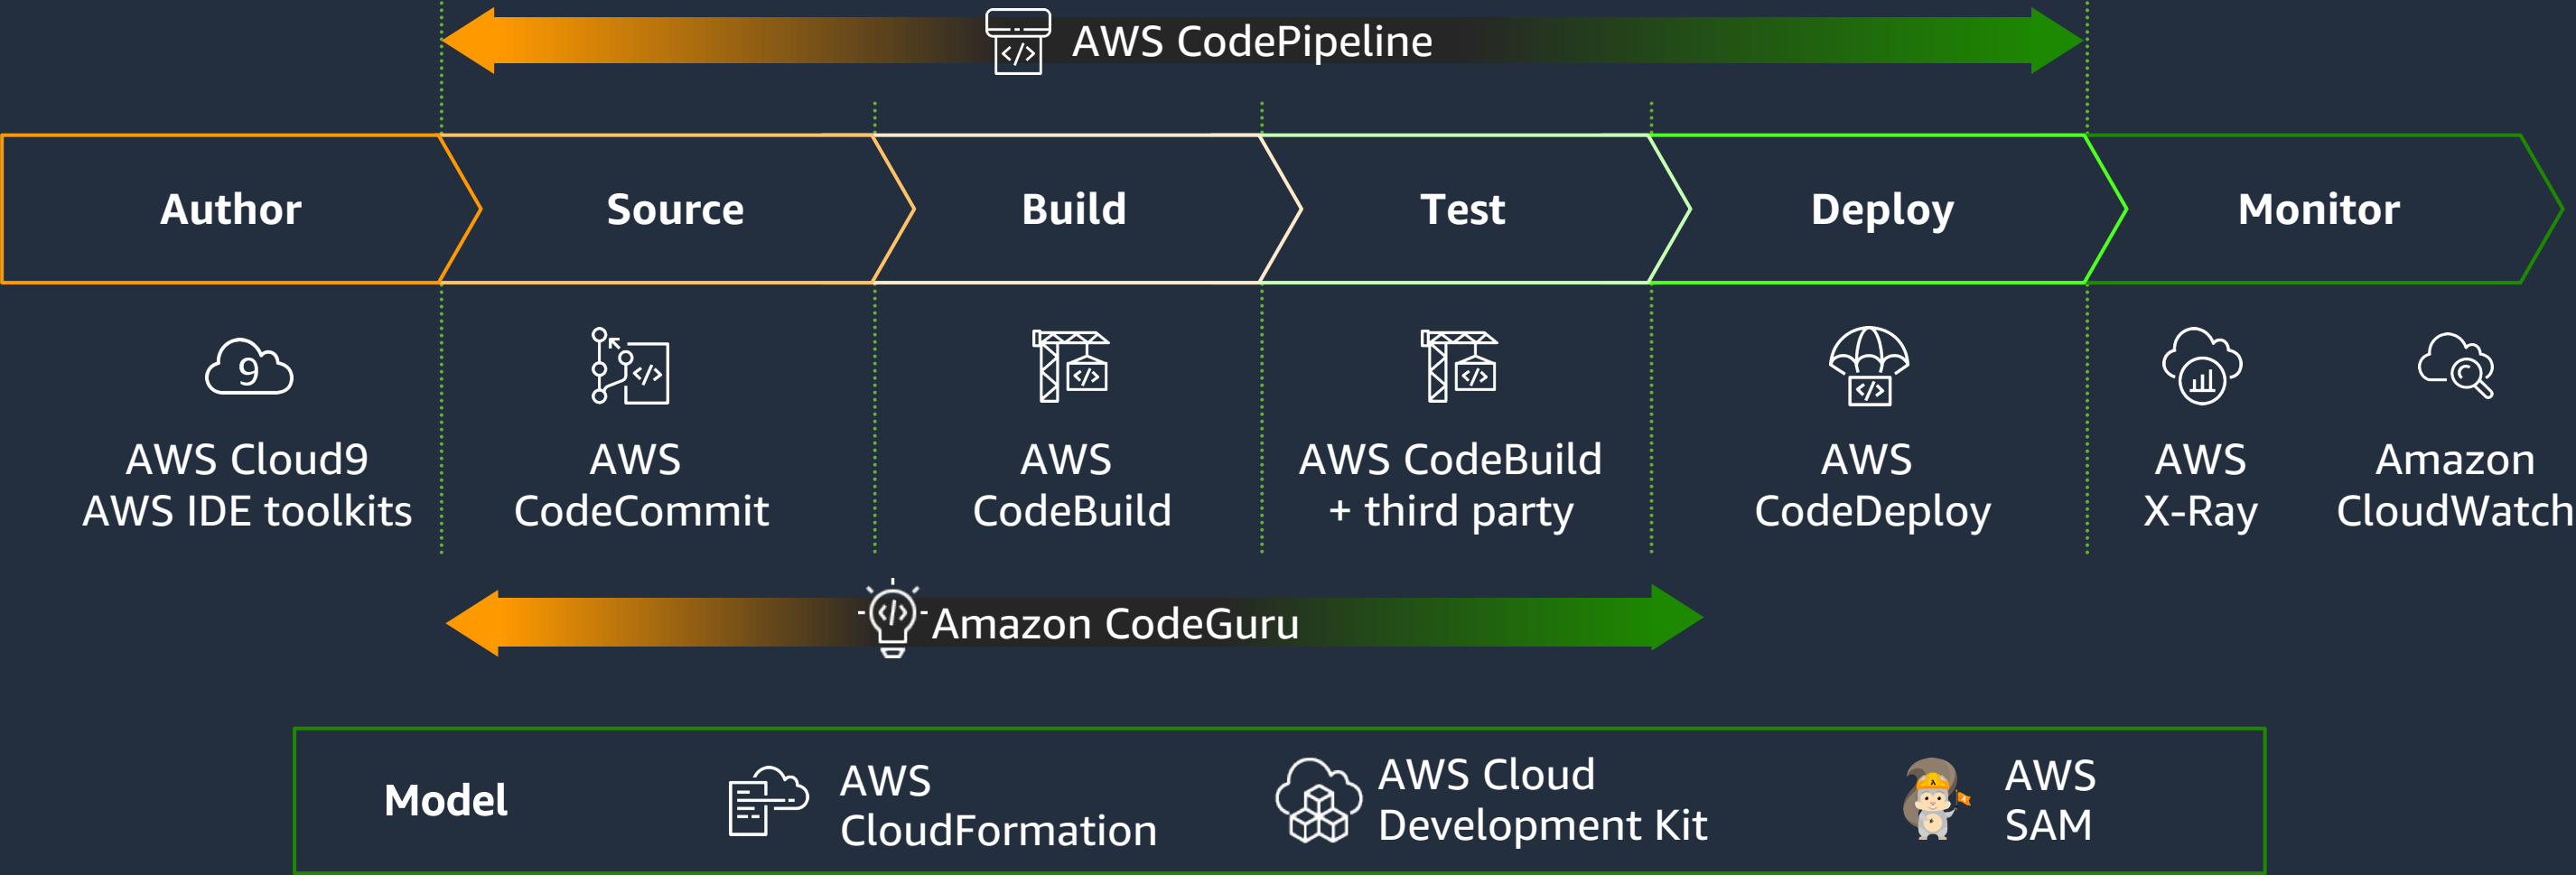 AWS CodePipeline
Author
Source
Build
Test
Deploy
Monitor
9
AWS Cloud9
AWS IDE toolkits
</>
AWS
CodeCommit
</>
AWS
CodeBuild
</>
AWS CodeBuild
+ third party
</>
AWS
CodeDeploy
AWS
X-Ray
Amazon
CloudWatch
Amazon CodeGuru
Model
AWS
CloudFormation
AWS Cloud
Development Kit
AWS
SAM